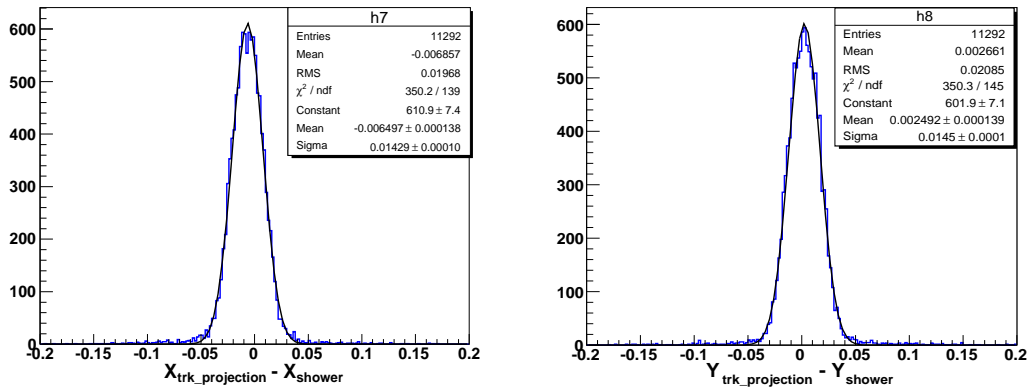 h7
Entries 11292
Mean -0.006857
RMS 0.01968
χ² / ndf 350.2 / 139
Constant 610.9 ± 7.4
Mean -0.006497 ± 0.000138
Sigma 0.01429 ± 0.00010
600
500
400
300
200
100
0
-0.2 -0.15 -0.1 -0.05 0 0.05 0.1 0.15 0.2
X_trk_projection - X_shower
h8
Entries 11292
Mean 0.002661
RMS 0.02085
χ² / ndf 350.3 / 145
Constant 601.9 ± 7.1
Mean 0.002492 ± 0.000139
Sigma 0.0145 ± 0.0001
600
500
400
300
200
100
0
-0.2 -0.15 -0.1 -0.05 0 0.05 0.1 0.15 0.2
Y_trk_projection - Y_shower